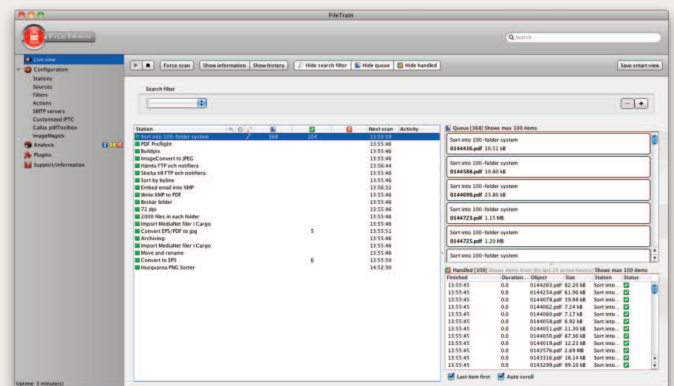 FileTrain
FILETRAIN
Search
Live view
Configuration
Stations
Sources
Filters
Actions
SMTP servers
Customized IPTC
Callas pdfToolbox
ImageMagick
Analysis
Plugins
Support/information
Uptime 3 minute(s)
Force scan Show information Show history Hide search filter Hide queue Hide handled Save smart view
Search filter
Station Next scan Activity
Sort into 100-folder system 368 104 13:55:59
PDF Preflight 13:55:46
Buildpix 13:55:46
ImageConvert to JPEG 13:55:46
Hämta FTP och notifiera 13:56:44
Skicka till FTP och notifiera 13:55:46
Sort by byline 13:55:46
Embed email into XMP 13:56:32
Write XMP to PDF 13:55:46
Beskär bilder 13:55:46
72 dpi 13:55:46
2000 files in each folder 13:55:46
Import MediaNet filer i Cargo 13:55:46
Convert EPS/PDF to jpg 5 13:55:51
Archiving 13:55:46
Import MediaNet filer i Cargo 13:55:46
Move and rename 13:55:46
Convert to EPS 6 13:55:50
Husqvarna PNG Sorter 14:52:30
Queue [368] Shows max 100 items
Sort into 100-folder system
0144416.pdf 10.51 kB
Sort into 100-folder system
0144588.pdf 10.80 kB
Sort into 100-folder system
0144699.pdf 23.80 kB
Sort into 100-folder system
0144723.pdf 1.15 MB
Sort into 100-folder system
0144725.pdf 1.20 MB
Sort into 100-folder system
Handled [100] Shows items from the last 24 active hour(s) Shows max 100 items
Finished Duration... Object Size Station Status
13:55:45 0.0 0144263.pdf 82.20 kB Sort into...
13:55:45 0.0 0144254.pdf 61.96 kB Sort into...
13:55:45 0.0 0144078.pdf 19.98 kB Sort into...
13:55:45 0.0 0144062.pdf 7.24 kB Sort into...
13:55:45 0.0 0144060.pdf 7.17 kB Sort into...
13:55:45 0.0 0144058.pdf 6.92 kB Sort into...
13:55:45 0.0 0144051.pdf 21.30 kB Sort into...
13:55:45 0.0 0144050.pdf 87.36 kB Sort into...
13:55:45 0.0 0144019.pdf 12.23 kB Sort into...
13:55:45 0.0 0143576.pdf 2.69 MB Sort into...
13:55:45 0.0 0143316.pdf 18.14 kB Sort into...
13:55:45 0.0 0143299.pdf 99.10 kB Sort into...
Last item first Auto scroll